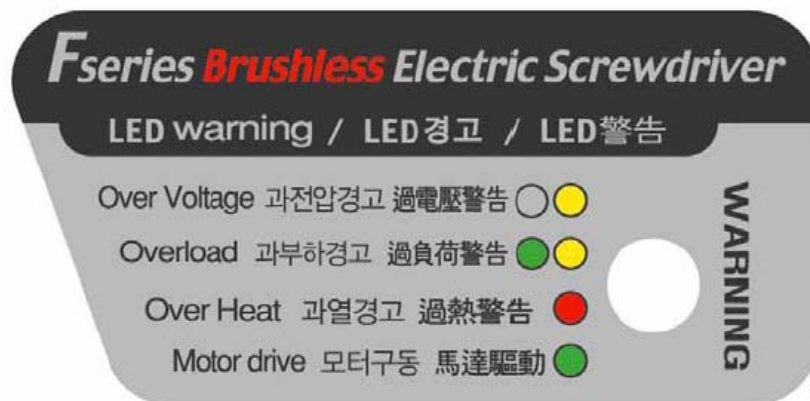 Fseries Brushless Electric Screwdriver
LED warning / LED경고 / LED警告
Over Voltage 과전압경고 過電壓警告
Overload 과부하경고 過負荷警告
Over Heat 과열경고 過熱警告
Motor drive 모터구동 馬達驅動
WARNING